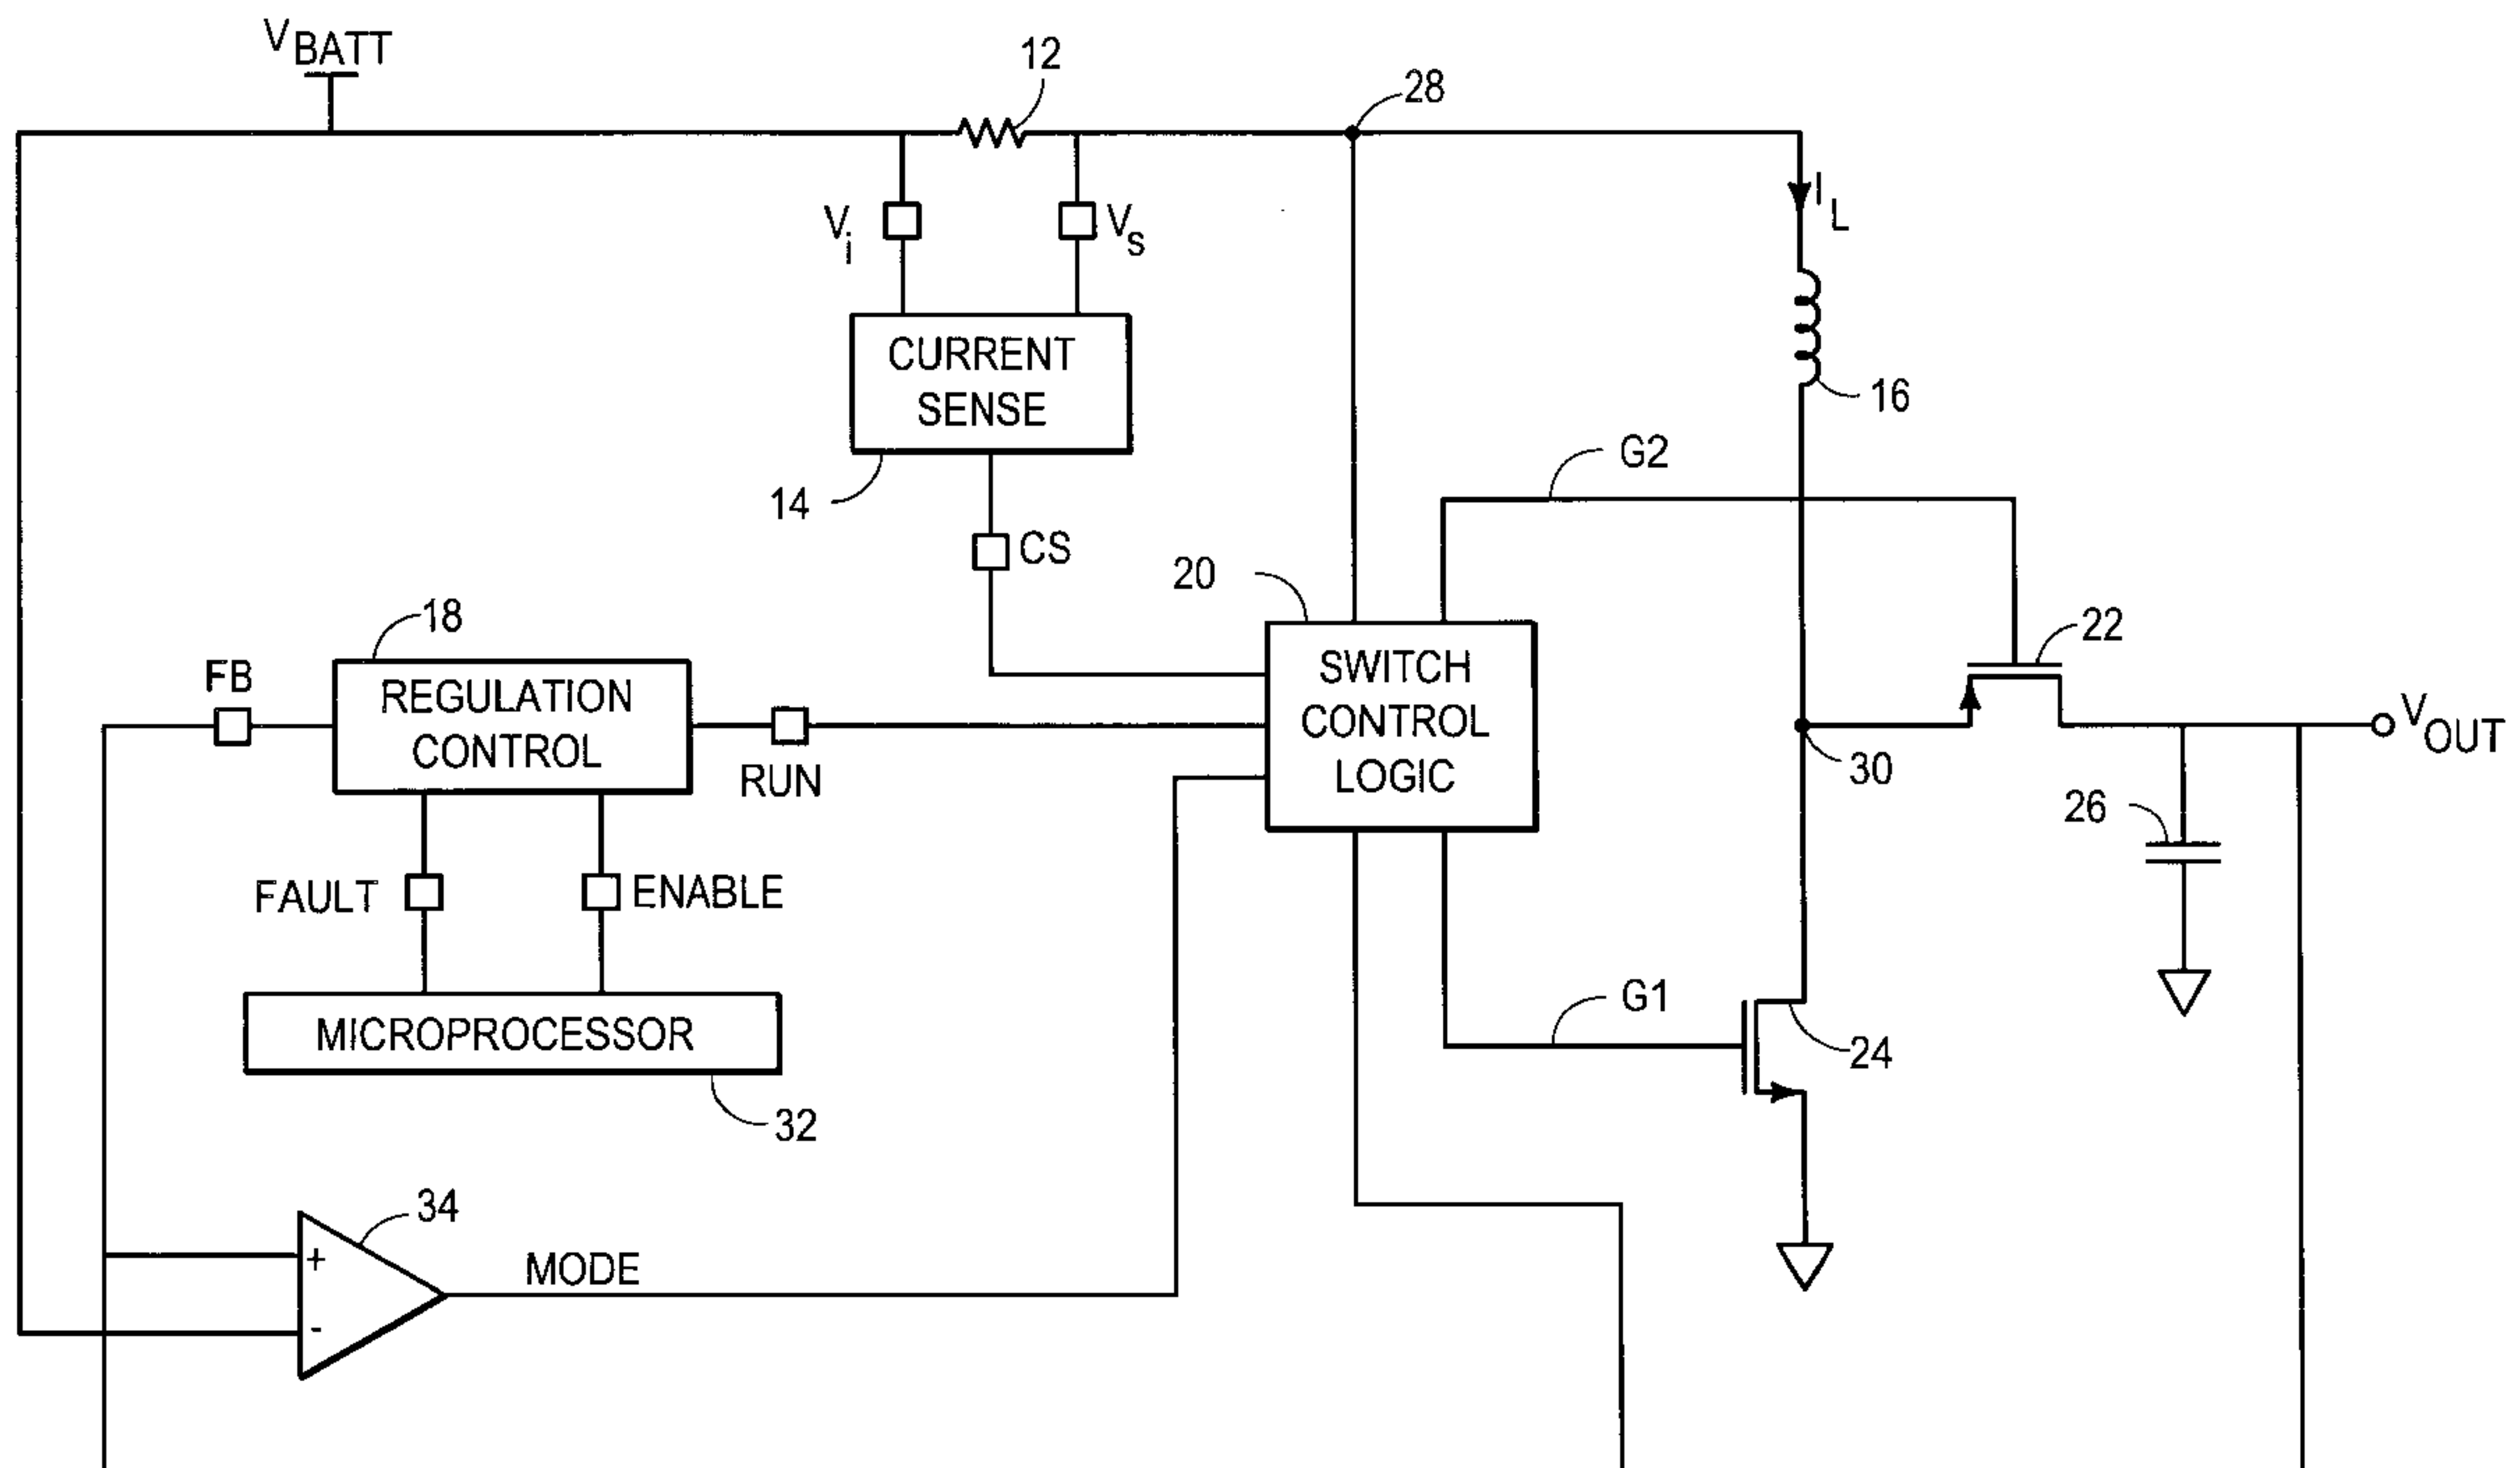 VBATT
12
28
Vi
Vs
IL
CURRENT
SENSE
16
G2
14
CS
20
18
22
FB
REGULATION
CONTROL
SWITCH
CONTROL
LOGIC
VOUT
RUN
30
26
FAULT
ENABLE
G1
MICROPROCESSOR
24
32
34
+
MODE
-